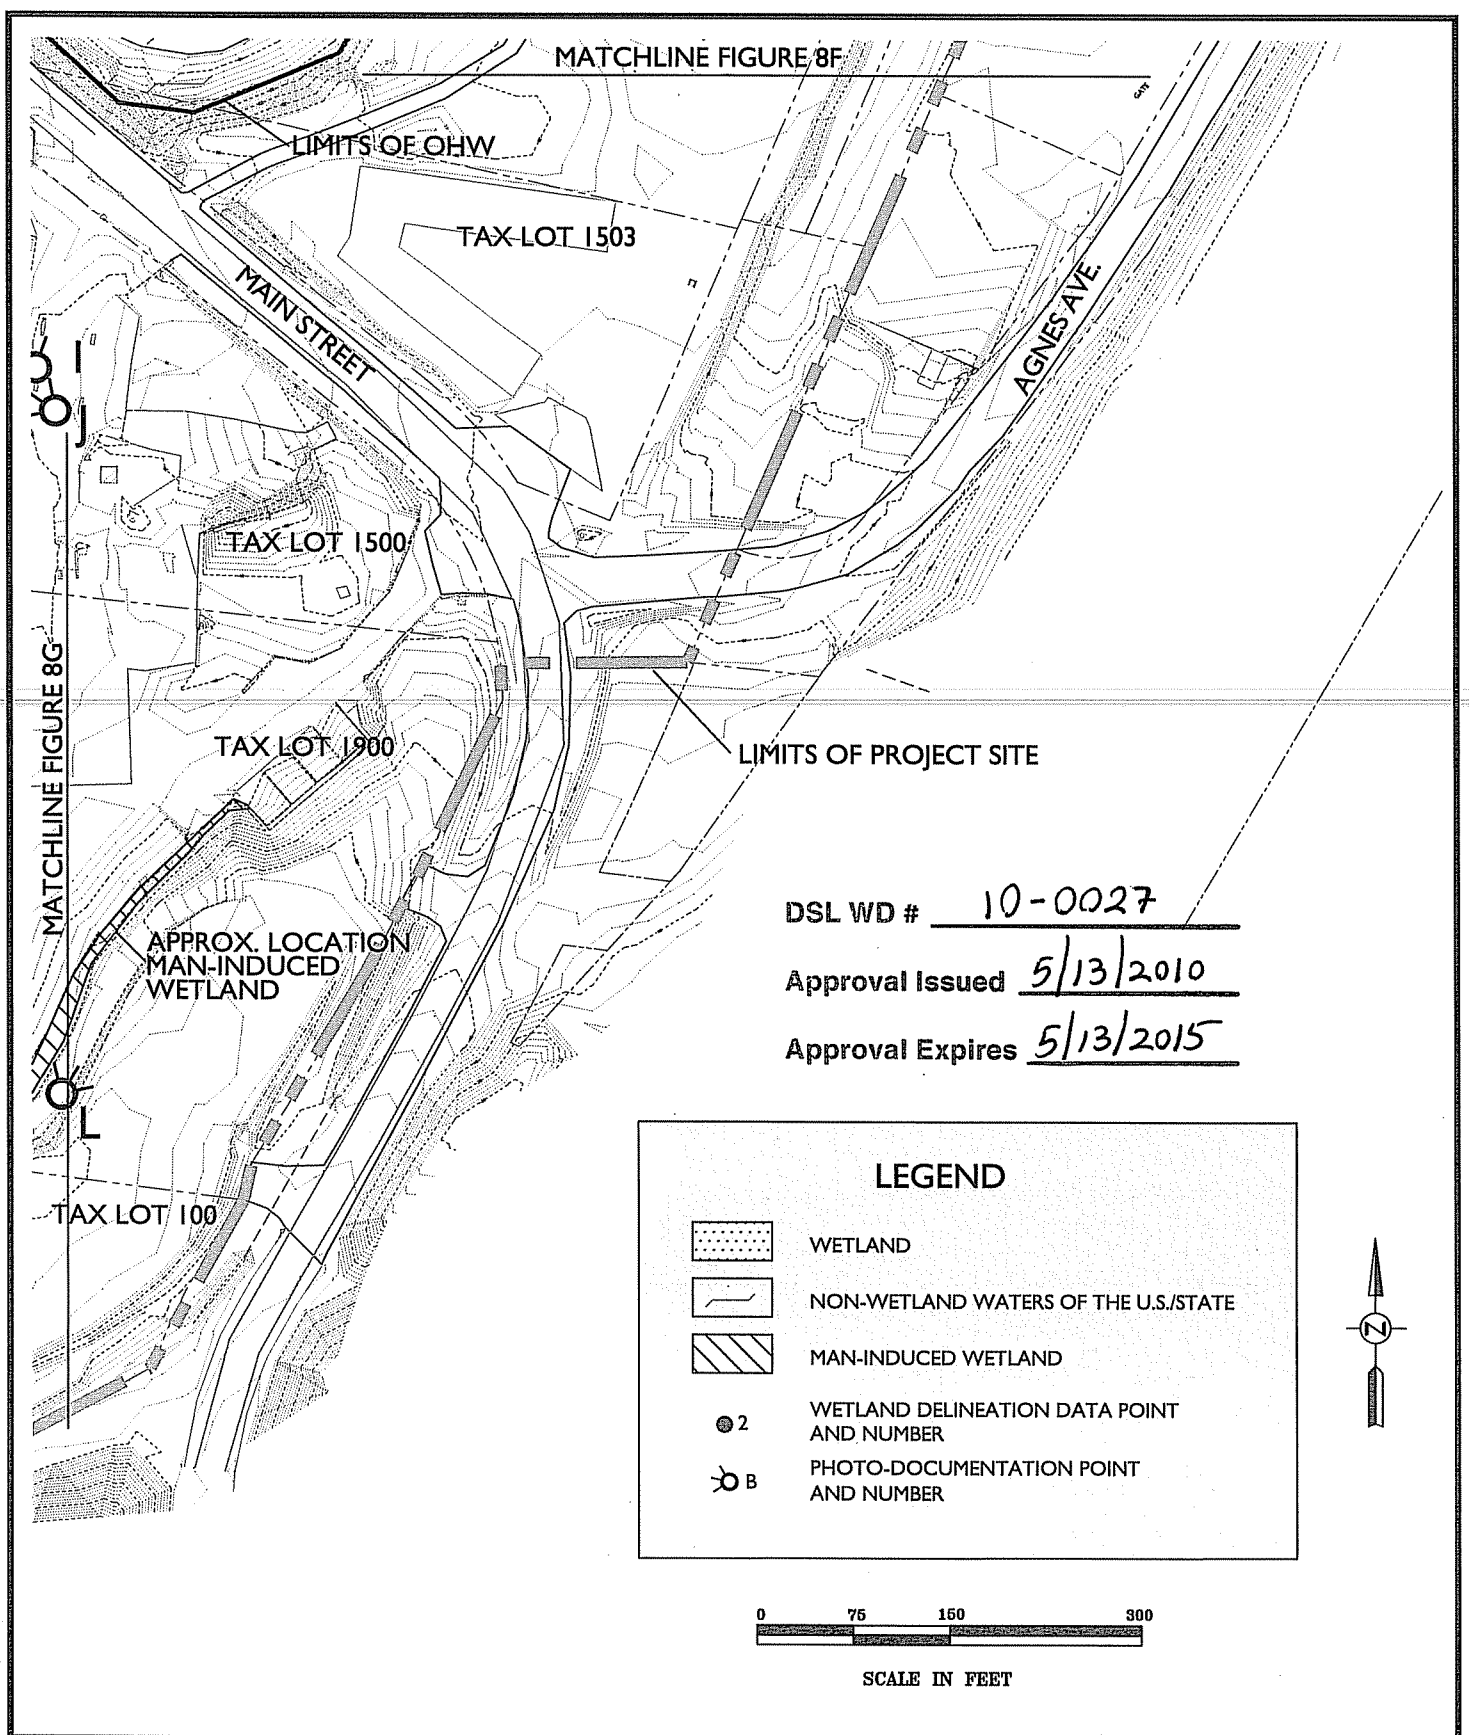 MATCHLINE FIGURE 8F
GATE
LIMITS OF OHW
TAX LOT 1503
MAIN STREET
AGNES AVE.
I
J
TAX LOT 1500
MATCHLINE FIGURE 8G
TAX LOT 1900
LIMITS OF PROJECT SITE
DSL WD # 10-0027
APPROX. LOCATION
MAN-INDUCED
WETLAND
Approval Issued 5/13/2010
Approval Expires 5/13/2015
L
TAX LOT 100
LEGEND
WETLAND
NON-WETLAND WATERS OF THE U.S./STATE
MAN-INDUCED WETLAND
2 WETLAND DELINEATION DATA POINT
AND NUMBER
B PHOTO-DOCUMENTATION POINT
AND NUMBER
N
0 75 150 300
SCALE IN FEET